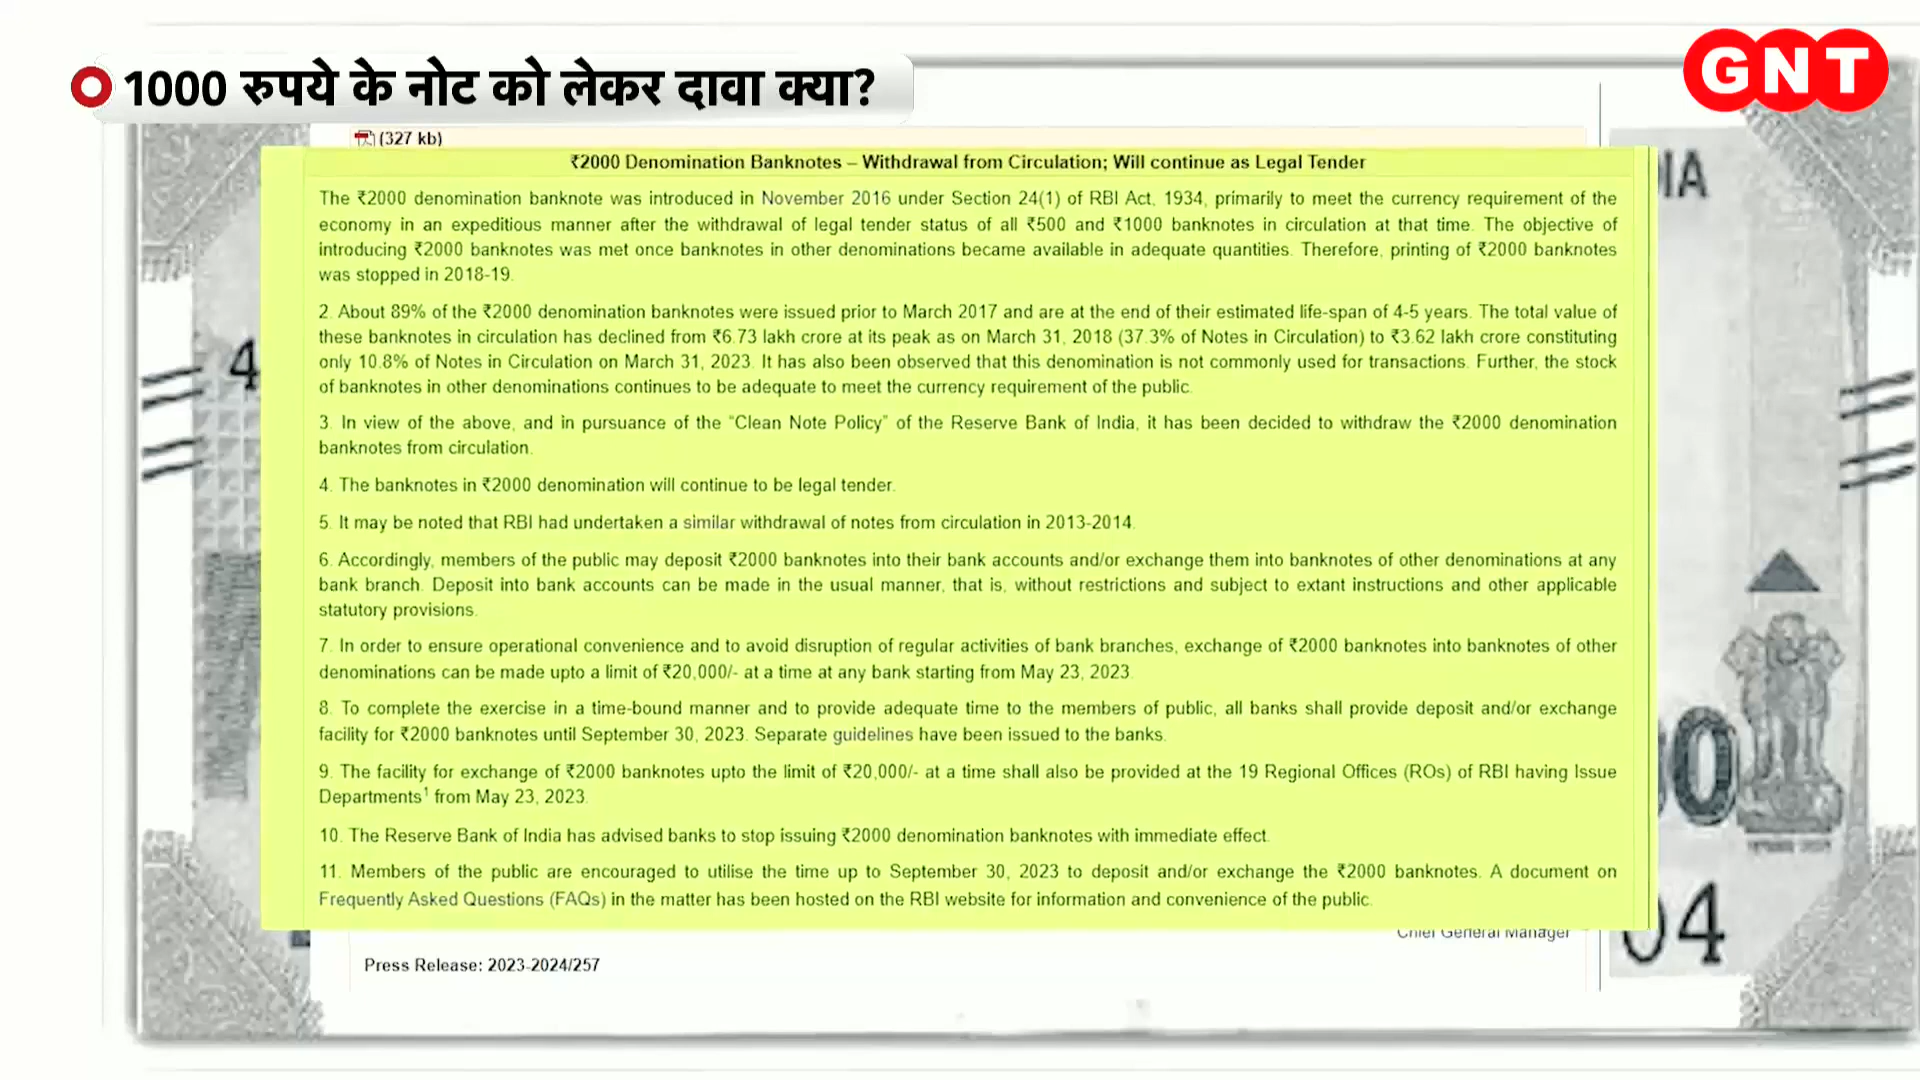 1000 रुपये के नोट को लेकर दावा क्या?
GNT
(327 kb)
₹2000 Denomination Banknotes – Withdrawal from Circulation; Will continue as Legal Tender
The ₹2000 denomination banknote was introduced in November 2016 under Section 24(1) of RBI Act, 1934, primarily to meet the currency requirement of the
economy in an expeditious manner after the withdrawal of legal tender status of all ₹500 and ₹1000 banknotes in circulation at that time. The objective of
introducing ₹2000 banknotes was met once banknotes in other denominations became available in adequate quantities. Therefore, printing of ₹2000 banknotes
was stopped in 2018-19.
2. About 89% of the ₹2000 denomination banknotes were issued prior to March 2017 and are at the end of their estimated life-span of 4-5 years. The total value of
these banknotes in circulation has declined from ₹6.73 lakh crore at its peak as on March 31, 2018 (37.3% of Notes in Circulation) to ₹3.62 lakh crore constituting
only 10.8% of Notes in Circulation on March 31, 2023. It has also been observed that this denomination is not commonly used for transactions. Further, the stock
of banknotes in other denominations continues to be adequate to meet the currency requirement of the public.
3. In view of the above, and in pursuance of the “Clean Note Policy” of the Reserve Bank of India, it has been decided to withdraw the ₹2000 denomination
banknotes from circulation.
4. The banknotes in ₹2000 denomination will continue to be legal tender.
5. It may be noted that RBI had undertaken a similar withdrawal of notes from circulation in 2013-2014.
6. Accordingly, members of the public may deposit ₹2000 banknotes into their bank accounts and/or exchange them into banknotes of other denominations at any
bank branch. Deposit into bank accounts can be made in the usual manner, that is, without restrictions and subject to extant instructions and other applicable
statutory provisions.
7. In order to ensure operational convenience and to avoid disruption of regular activities of bank branches, exchange of ₹2000 banknotes into banknotes of other
denominations can be made upto a limit of ₹20,000/- at a time at any bank starting from May 23, 2023.
8. To complete the exercise in a time-bound manner and to provide adequate time to the members of public, all banks shall provide deposit and/or exchange
facility for ₹2000 banknotes until September 30, 2023. Separate guidelines have been issued to the banks.
9. The facility for exchange of ₹2000 banknotes upto the limit of ₹20,000/- at a time shall also be provided at the 19 Regional Offices (ROs) of RBI having Issue
Departments¹ from May 23, 2023.
10. The Reserve Bank of India has advised banks to stop issuing ₹2000 denomination banknotes with immediate effect.
11. Members of the public are encouraged to utilise the time up to September 30, 2023 to deposit and/or exchange the ₹2000 banknotes. A document on
Frequently Asked Questions (FAQs) in the matter has been hosted on the RBI website for information and convenience of the public.
Chief General Manager
Press Release: 2023-2024/257
IA
4
0
04